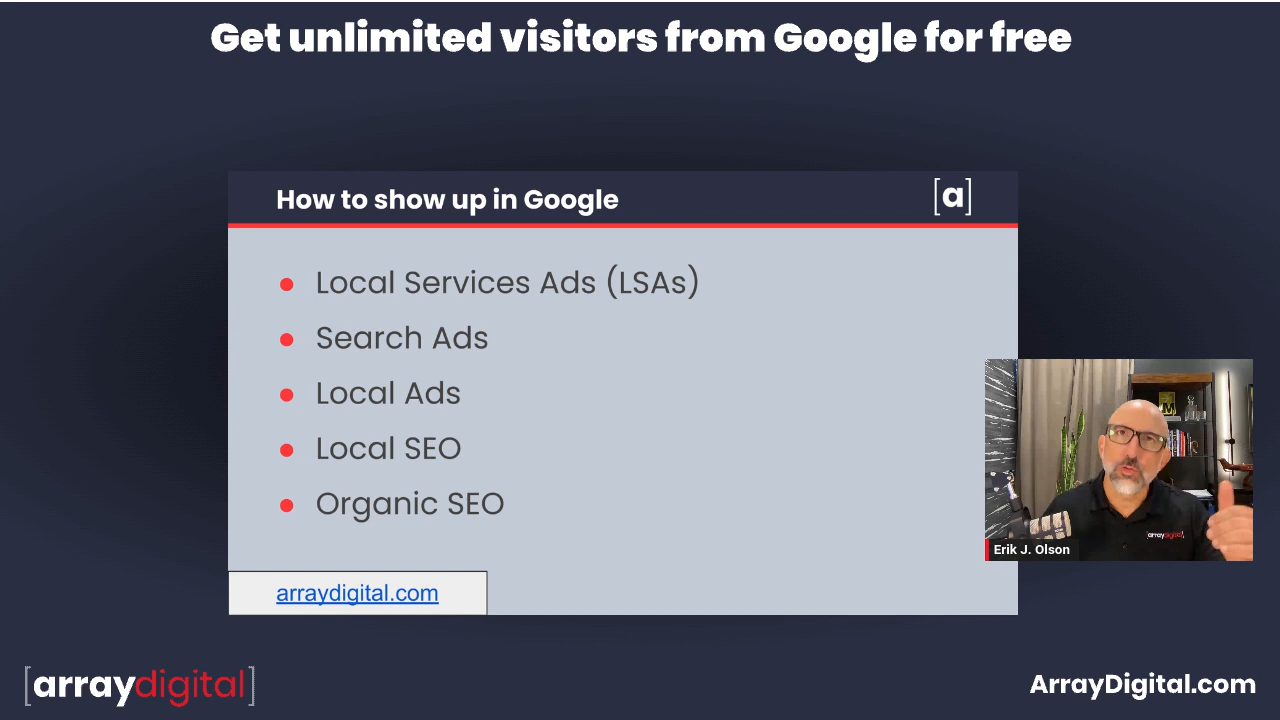 Get unlimited visitors from Google for free
How to show up in Google
[a]
Local Services Ads (LSAs)
Search Ads
Local Ads
Local SEO
Organic SEO
arraydigital.com
[arraydigital]
Erik J. Olson
[arraydigital]
ArrayDigital.com